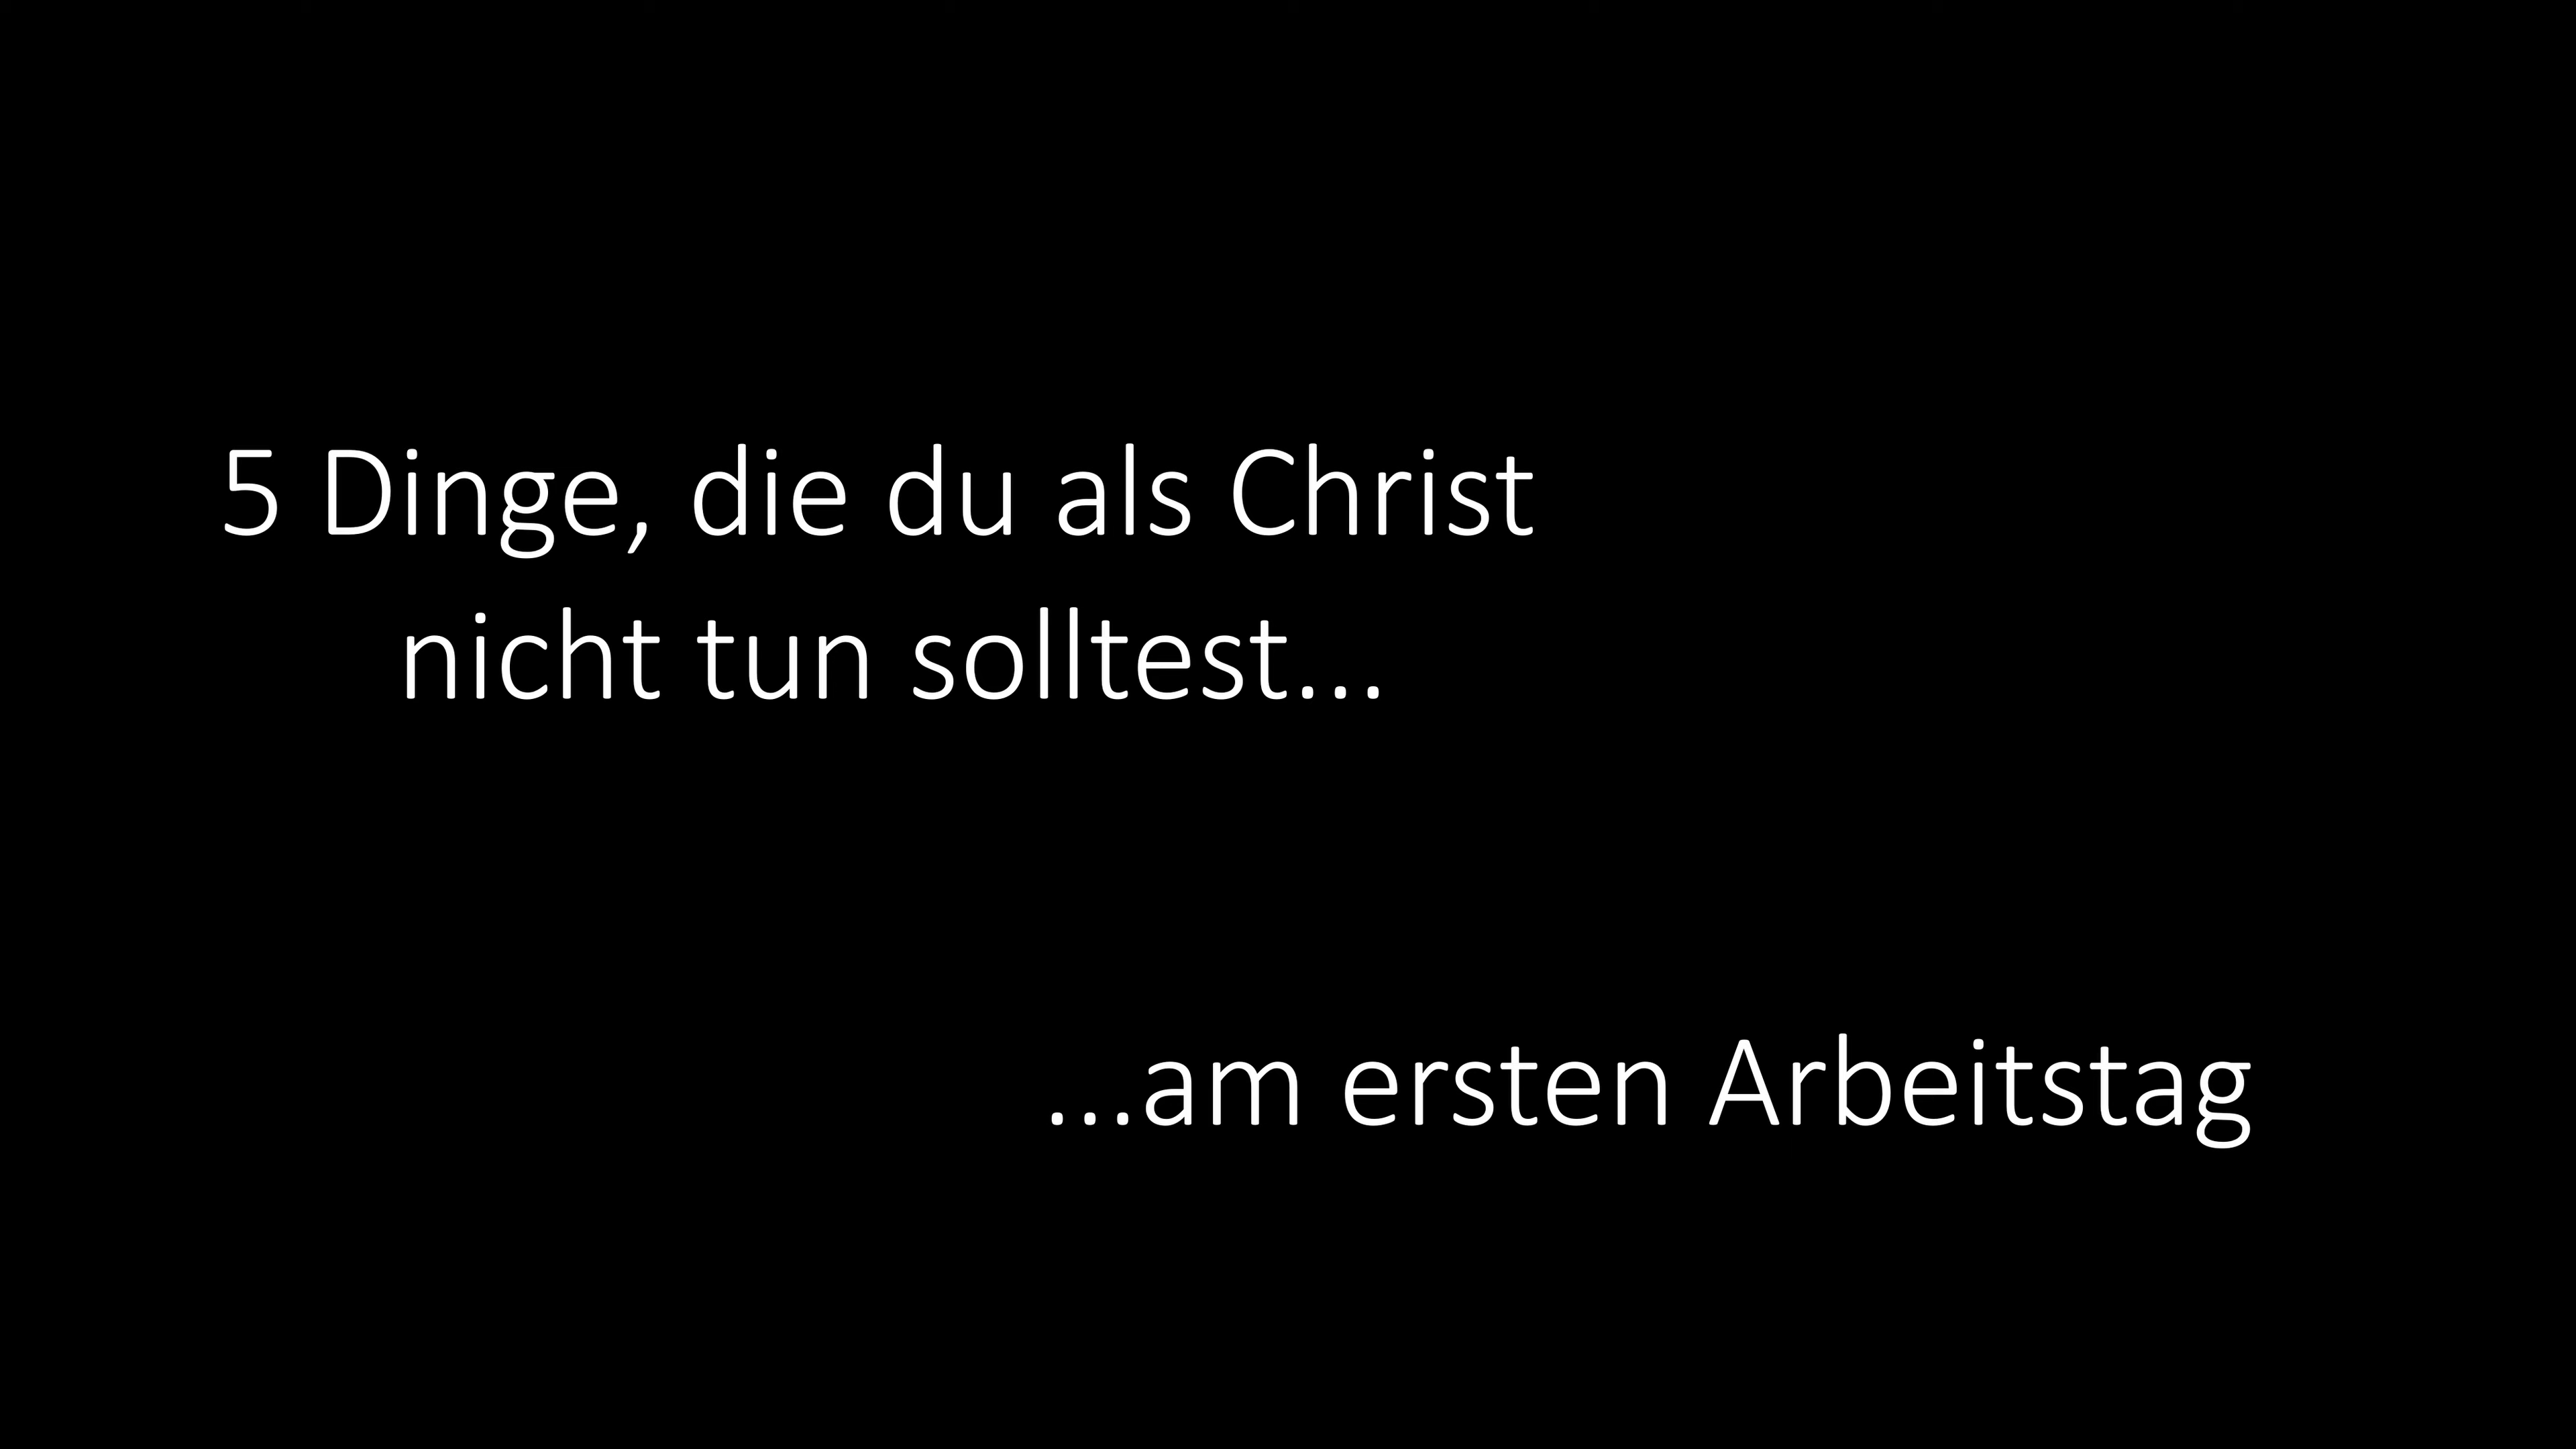 5 Dinge, die du als Christ
nicht tun solltest...
...am ersten Arbeitstag